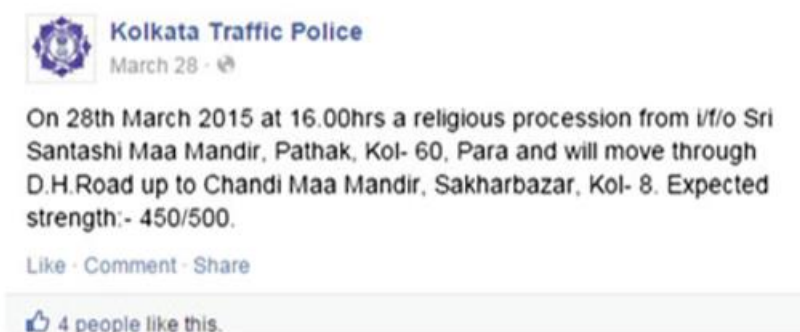 Kolkata Traffic Police
March 28 ·
On 28th March 2015 at 16.00hrs a religious procession from i/f/o Sri
Santashi Maa Mandir, Pathak, Kol- 60, Para and will move through
D.H.Road up to Chandi Maa Mandir, Sakharbazar, Kol- 8. Expected
strength:- 450/500.
Like · Comment · Share
4 people like this.